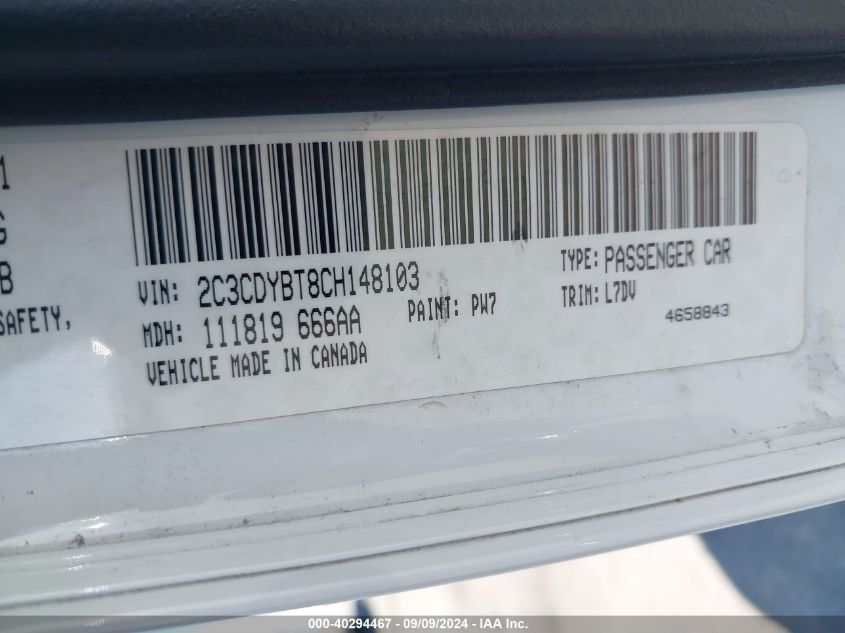 1
G
B
SAFETY,
VIN: 2C3CDYBT8CH148103
TYPE: PASSENGER CAR
MDH: 111819 666AA
PAINT: PW7
TRIM: L7DV
VEHICLE MADE IN CANADA
4658843
000-40294467 - 09/09/2024 - IAA Inc.